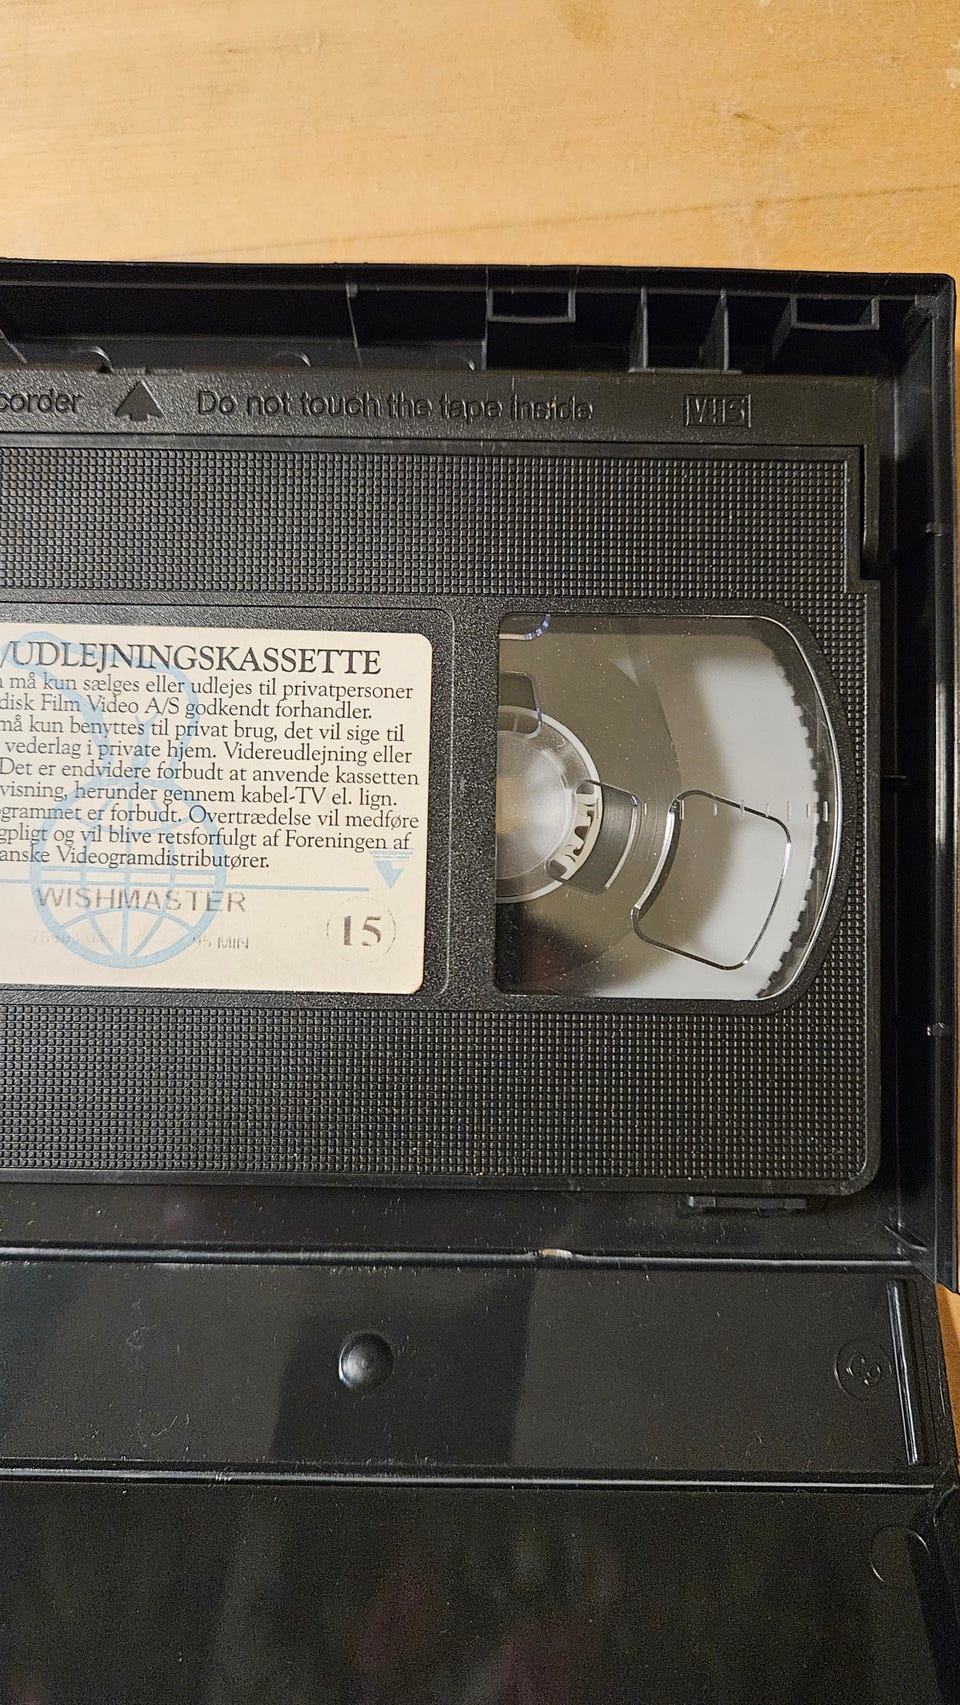 corder Do not touch the tape inside VHS
/UDLEJNINGSKASSETTE
må kun sælges eller udlejes til privatpersoner
disk Film Video A/S godkendt forhandler.
må kun benyttes til privat brug, det vil sige til
vederlag i private hjem. Videreudlejning eller
Det er endvidere forbudt at anvende kassetten
visning, herunder gennem kabel-TV el. lign.
grammet er forbudt. Overtrædelse vil medføre
gpligt og vil blive retsforfulgt af Foreningen af
anske Videogramdistributører.
WISHMASTER
95 MIN
15